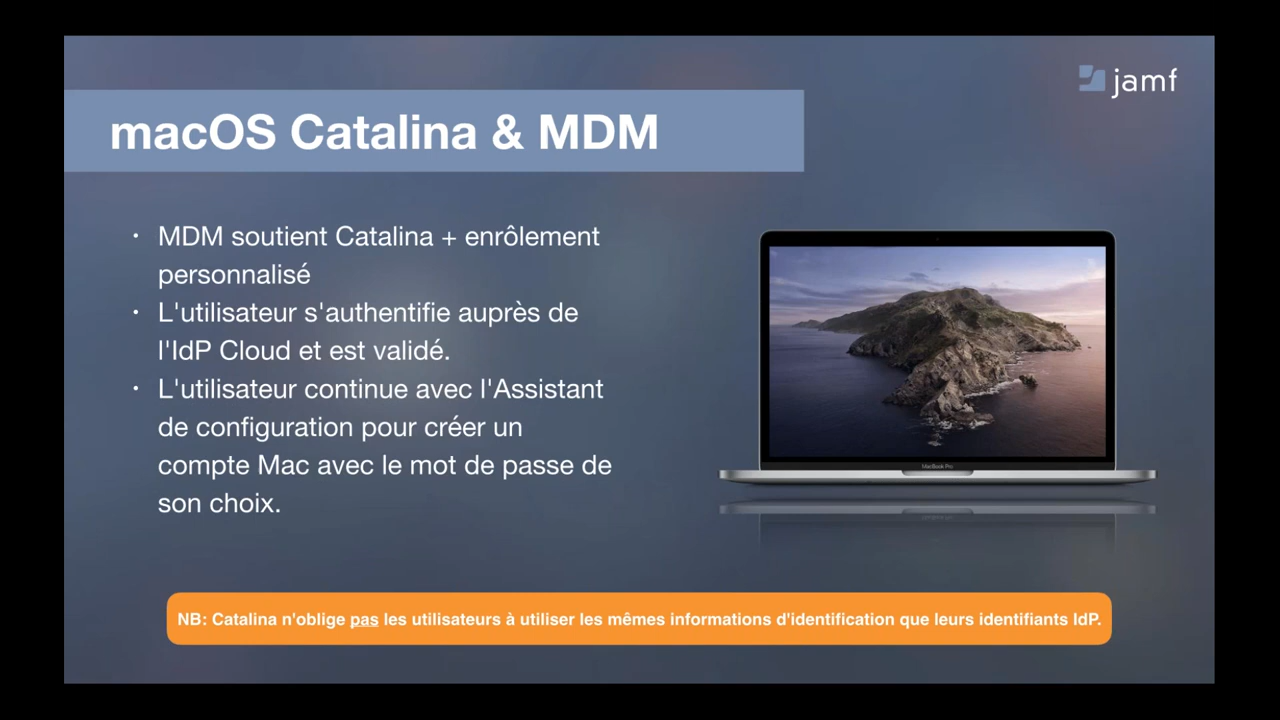 jamf
macOS Catalina & MDM
• MDM soutient Catalina + enrôlement
personnalisé
• L'utilisateur s'authentifie auprès de
l'IdP Cloud et est validé.
• L'utilisateur continue avec l'Assistant
de configuration pour créer un
compte Mac avec le mot de passe de
son choix.
MacBook Pro
NB: Catalina n'oblige pas les utilisateurs à utiliser les mêmes informations d'identification que leurs identifiants IdP.